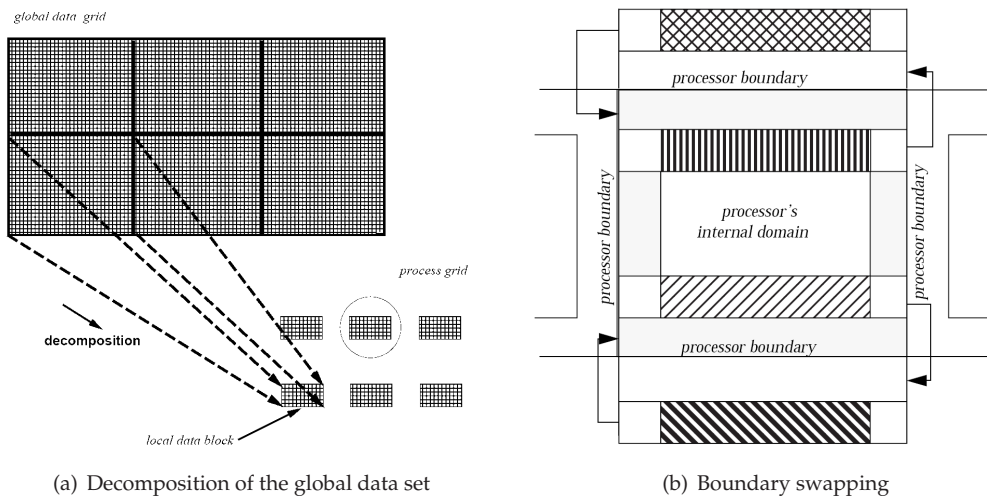 global data grid
process grid
decomposition
local data block
(a) Decomposition of the global data set
processor boundary
processor boundary
processor's
internal domain
processor boundary
processor boundary
(b) Boundary swapping